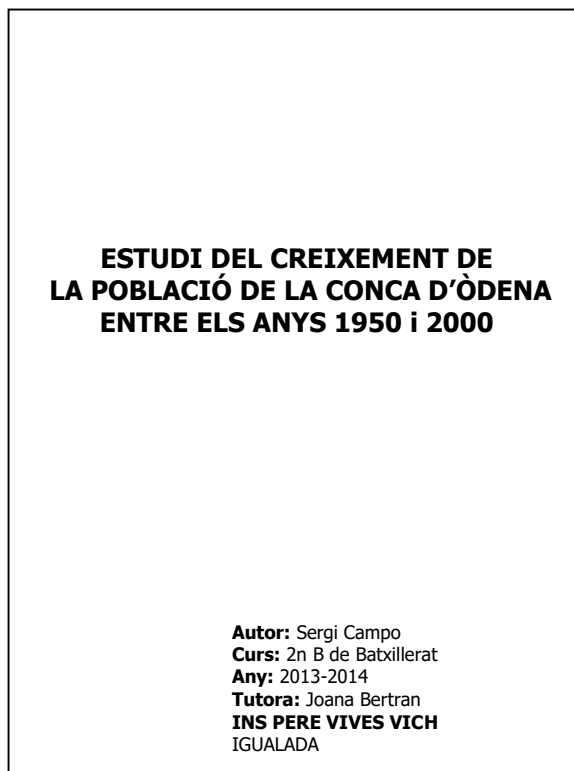 ESTUDI DEL CREIXEMENT DE
LA POBLACIÓ DE LA CONCA D’ÒDENA
ENTRE ELS ANYS 1950 i 2000
Autor: Sergi Campo
Curs: 2n B de Batxillerat
Any: 2013-2014
Tutora: Joana Bertran
INS PERE VIVES VICH
IGUALADA